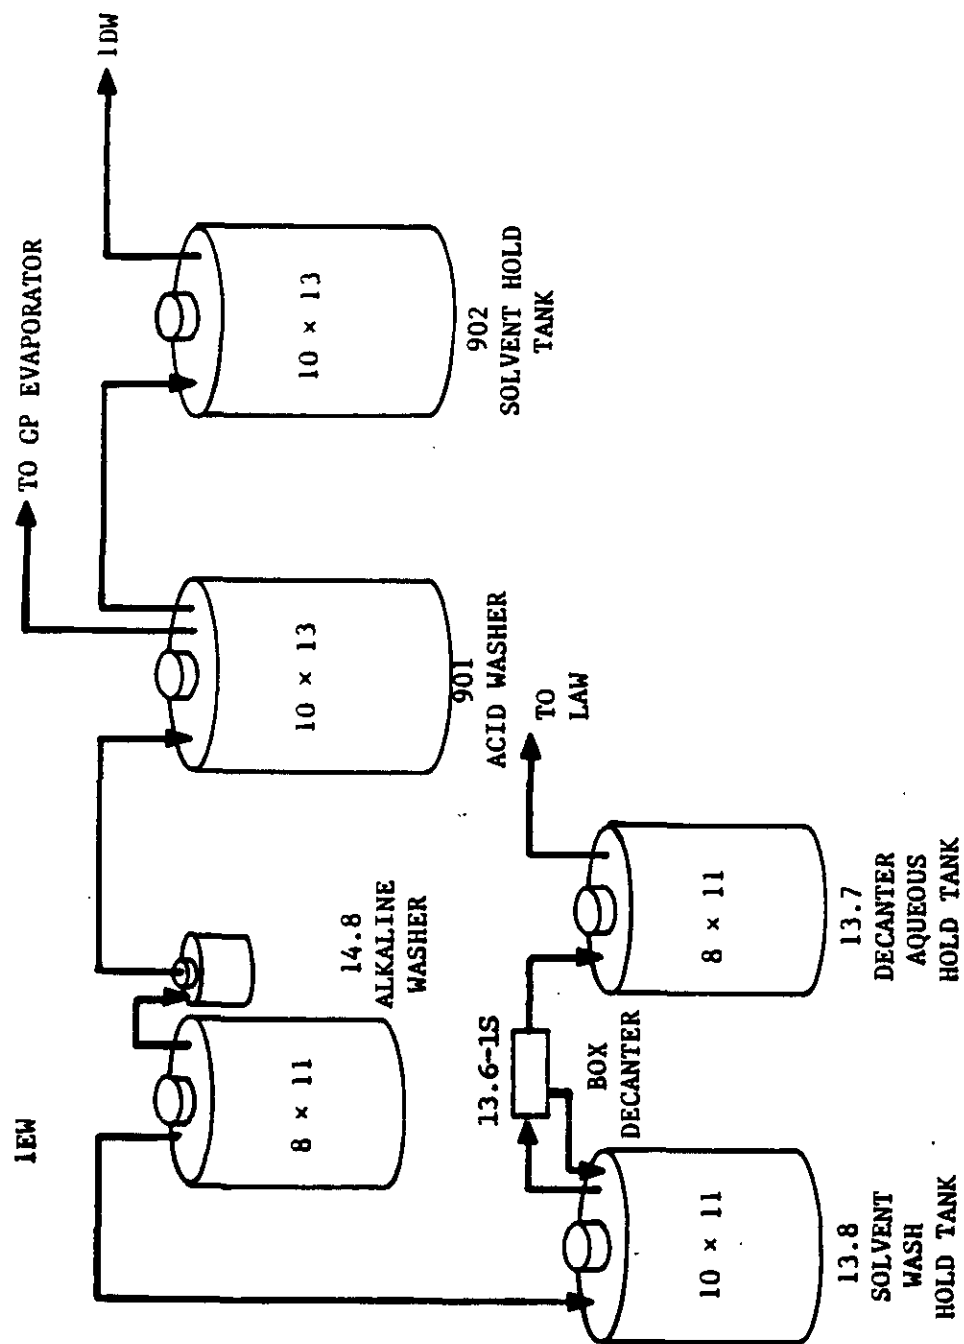 1EW
TO GP EVAPORATOR
1DW
8 × 11
10 × 13
10 × 13
14.8
ALKALINE
WASHER
901
ACID WASHER
902
SOLVENT HOLD
TANK
13.6-1S
BOX
DECANTER
TO
LAW
10 × 11
8 × 11
13.8
SOLVENT
WASH
HOLD TANK
13.7
DECANTER
AQUEOUS
HOLD TANK